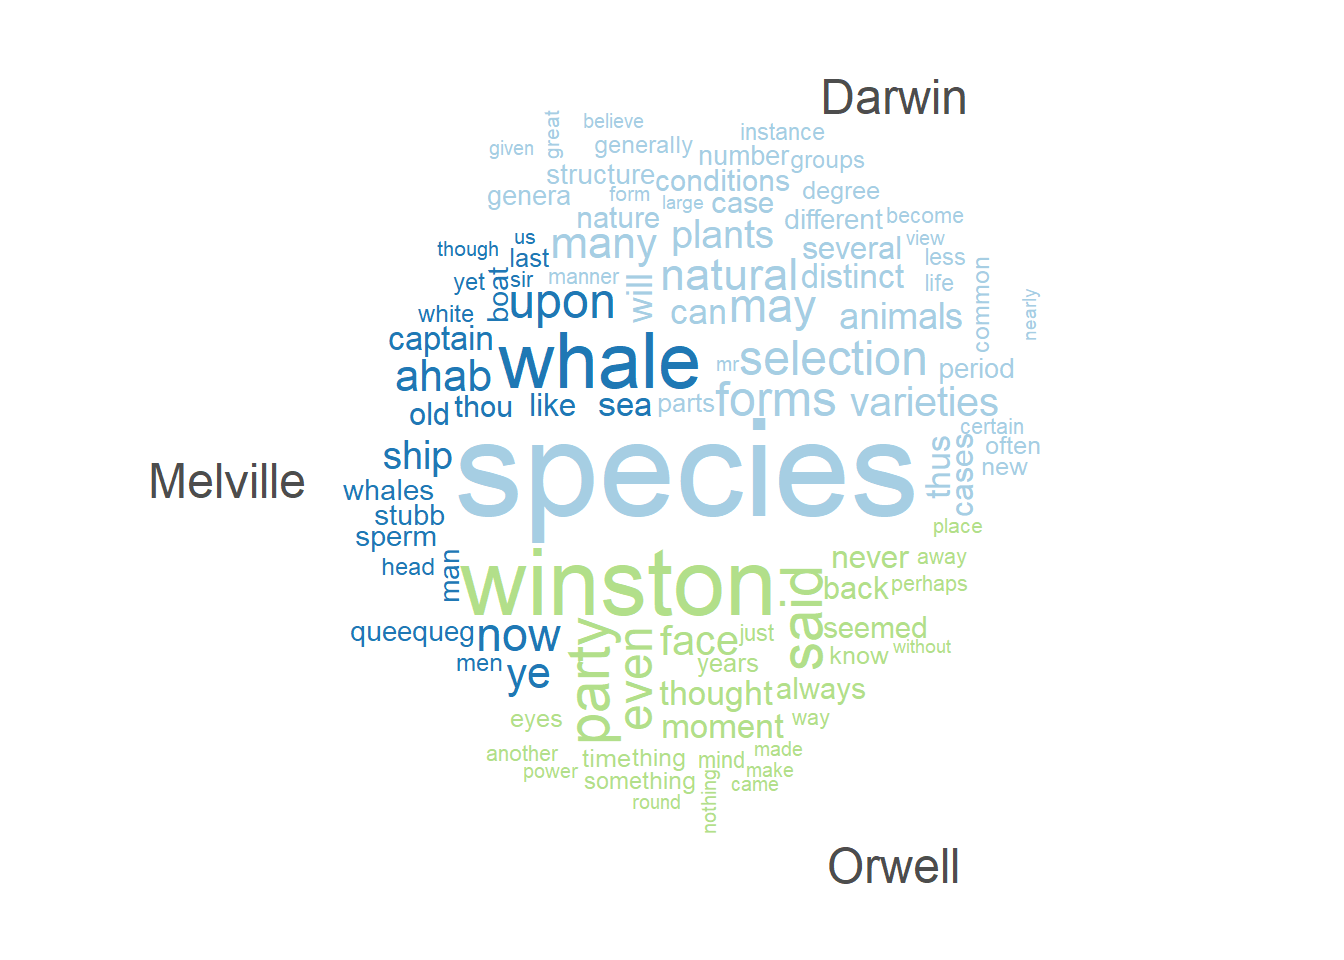 Darwin
believe
great
instance
given
generally
number
groups
structure
conditions
genera
form
large
case
degree
nature
different
become
though
us
many
plants
several
view
last
less
yet
sir
manner
will
natural
distinct
life
common
boat
white
upon
can
may
animals
nearly
captain
whale
mr
selection
period
ahab
old
thou
like
sea
parts
forms
varieties
certain
ship
species
thus
cases
often
new
Melville
whales
stubb
sperm
place
head
man
winston
said
never
away
back
perhaps
queequeg
now
party
even
face
just
seemed
men
ye
years
know
without
thought
always
eyes
moment
way
another
time
thing
mind
made
power
something
make
nothing
came
round
Orwell